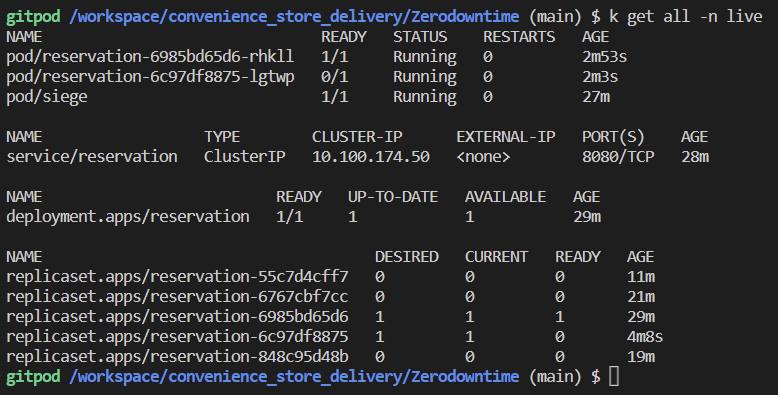 gitpod /workspace/convenience_store_delivery/Zerodowntime (main) $ k get all -n live
NAME                               READY   STATUS    RESTARTS   AGE
pod/reservation-6985bd65d6-rhkll   1/1     Running   0          2m53s
pod/reservation-6c97df8875-lgtwp   0/1     Running   0          2m3s
pod/siege                          1/1     Running   0          27m
NAME                  TYPE        CLUSTER-IP      EXTERNAL-IP   PORT(S)    AGE
service/reservation   ClusterIP   10.100.174.50   <none>        8080/TCP   28m
NAME                          READY   UP-TO-DATE   AVAILABLE   AGE
deployment.apps/reservation   1/1     1            1           29m
NAME                                     DESIRED   CURRENT   READY   AGE
replicaset.apps/reservation-55c7d4cff7   0         0         0       11m
replicaset.apps/reservation-6767cbf7cc   0         0         0       21m
replicaset.apps/reservation-6985bd65d6   1         1         1       29m
replicaset.apps/reservation-6c97df8875   1         1         0       4m8s
replicaset.apps/reservation-848c95d48b   0         0         0       19m
gitpod /workspace/convenience_store_delivery/Zerodowntime (main) $